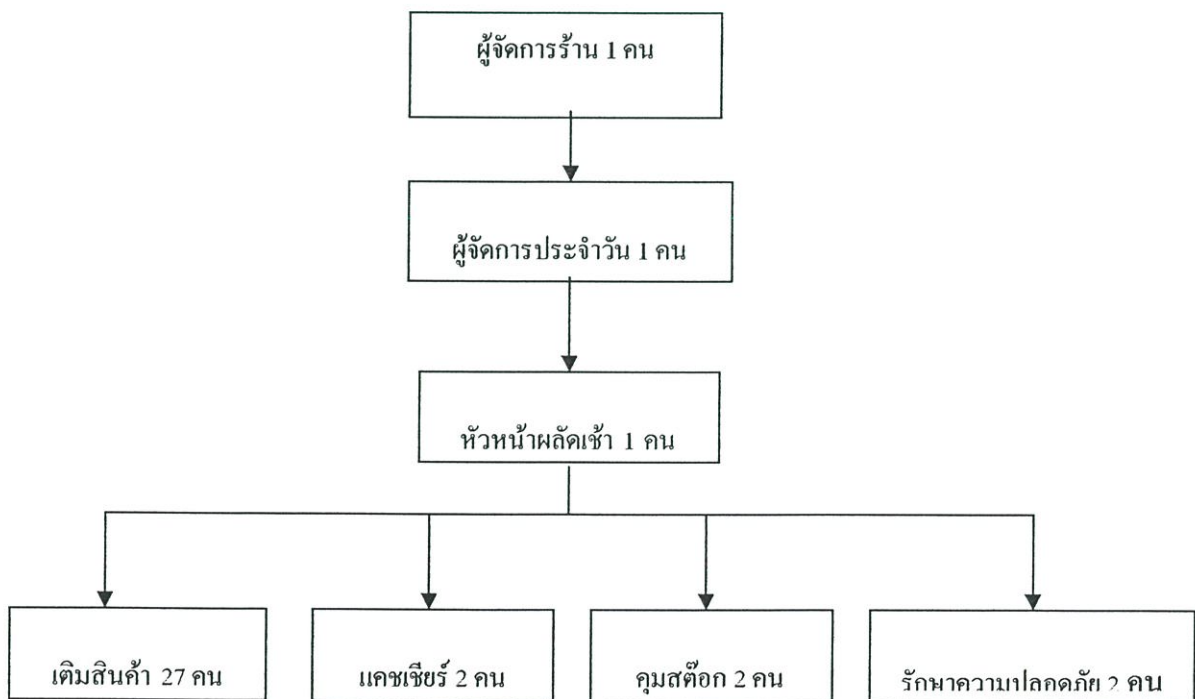 ผู้จัดการร้าน 1 คน
ผู้จัดการประจำวัน 1 คน
หัวหน้าผลัดเช้า 1 คน
เติมสินค้า 27 คน
แคชเชียร์ 2 คน
คุมสต๊อก 2 คน
รักษาความปลอดภัย 2 คน